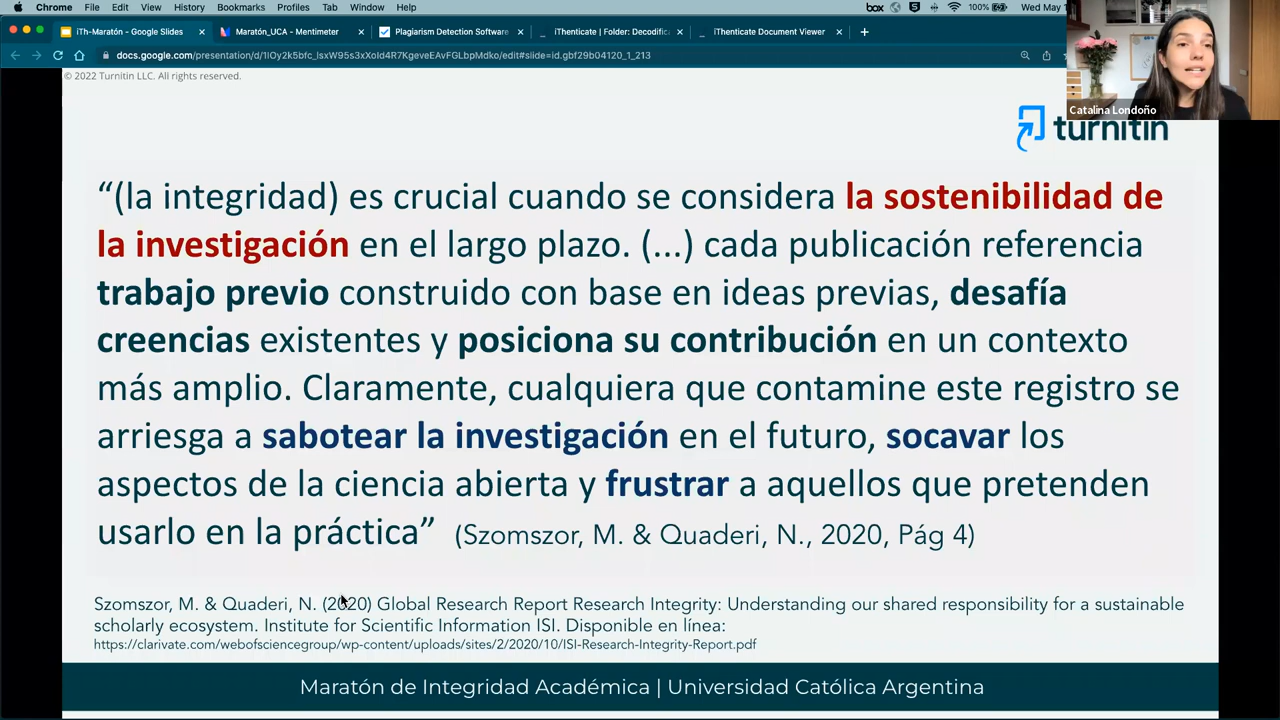 Chrome File Edit View History Bookmarks Profiles Tab Window Help
box 100% Wed May
iTh-Maratón - Google Slides
Maratón_UCA - Mentimeter
Plagiarism Detection Software
iThenticate | Folder: Decodific
iThenticate Document Viewer
docs.google.com/presentation/d/1lOy2k5bfc_lsxW95s3xXoId4R7KgeveEAvFGLbpMdko/edit#slide=id.gbf29b04120_1_213
© 2022 Turnitin LLC. All rights reserved.
Catalina Londoño
turnitin
“(la integridad) es crucial cuando se considera la sostenibilidad de
la investigación en el largo plazo. (...) cada publicación referencia
trabajo previo construido con base en ideas previas, desafía
creencias existentes y posiciona su contribución en un contexto
más amplio. Claramente, cualquiera que contamine este registro se
arriesga a sabotear la investigación en el futuro, socavar los
aspectos de la ciencia abierta y frustrar a aquellos que pretenden
usarlo en la práctica” (Szomszor, M. & Quaderi, N., 2020, Pág 4)
Szomszor, M. & Quaderi, N. (2020) Global Research Report Research Integrity: Understanding our shared responsibility for a sustainable
scholarly ecosystem. Institute for Scientific Information ISI. Disponible en línea:
https://clarivate.com/webofsciencegroup/wp-content/uploads/sites/2/2020/10/ISI-Research-Integrity-Report.pdf
Maratón de Integridad Académica | Universidad Católica Argentina